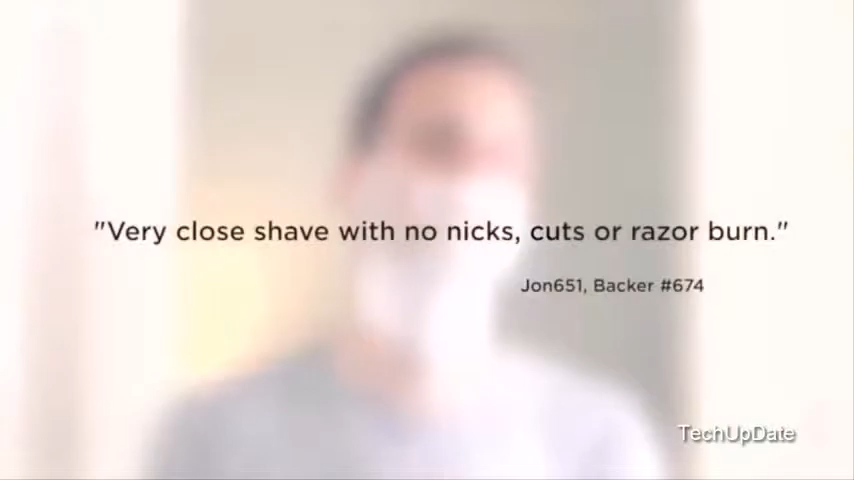 "Very close shave with no nicks, cuts or razor burn."
Jon651, Backer #674
TechUpDate